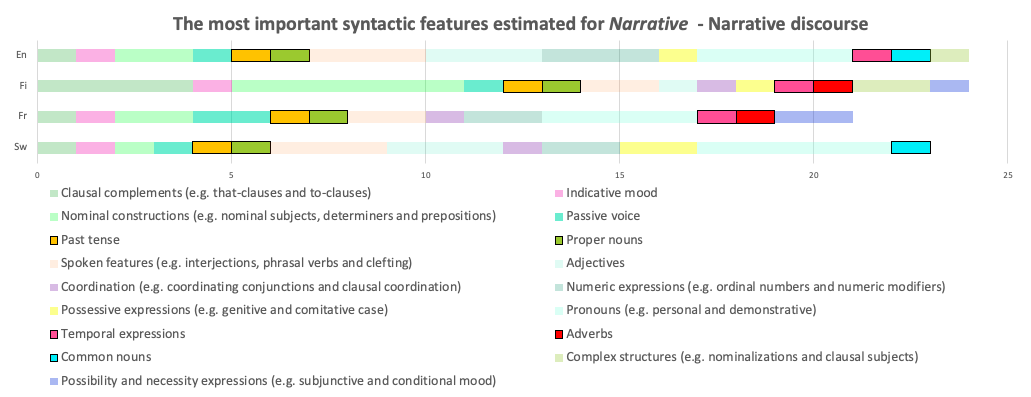 The most important syntactic features estimated for Narrative - Narrative discourse
En
Fi
Fr
Sw
0 5 10 15 20 25
Clausal complements (e.g. that-clauses and to-clauses) Indicative mood
Nominal constructions (e.g. nominal subjects, determiners and prepositions) Passive voice
Past tense Proper nouns
Spoken features (e.g. interjections, phrasal verbs and clefting) Adjectives
Coordination (e.g. coordinating conjunctions and clausal coordination) Numeric expressions (e.g. ordinal numbers and numeric modifiers)
Possessive expressions (e.g. genitive and comitative case) Pronouns (e.g. personal and demonstrative)
Temporal expressions Adverbs
Common nouns Complex structures (e.g. nominalizations and clausal subjects)
Possibility and necessity expressions (e.g. subjunctive and conditional mood)